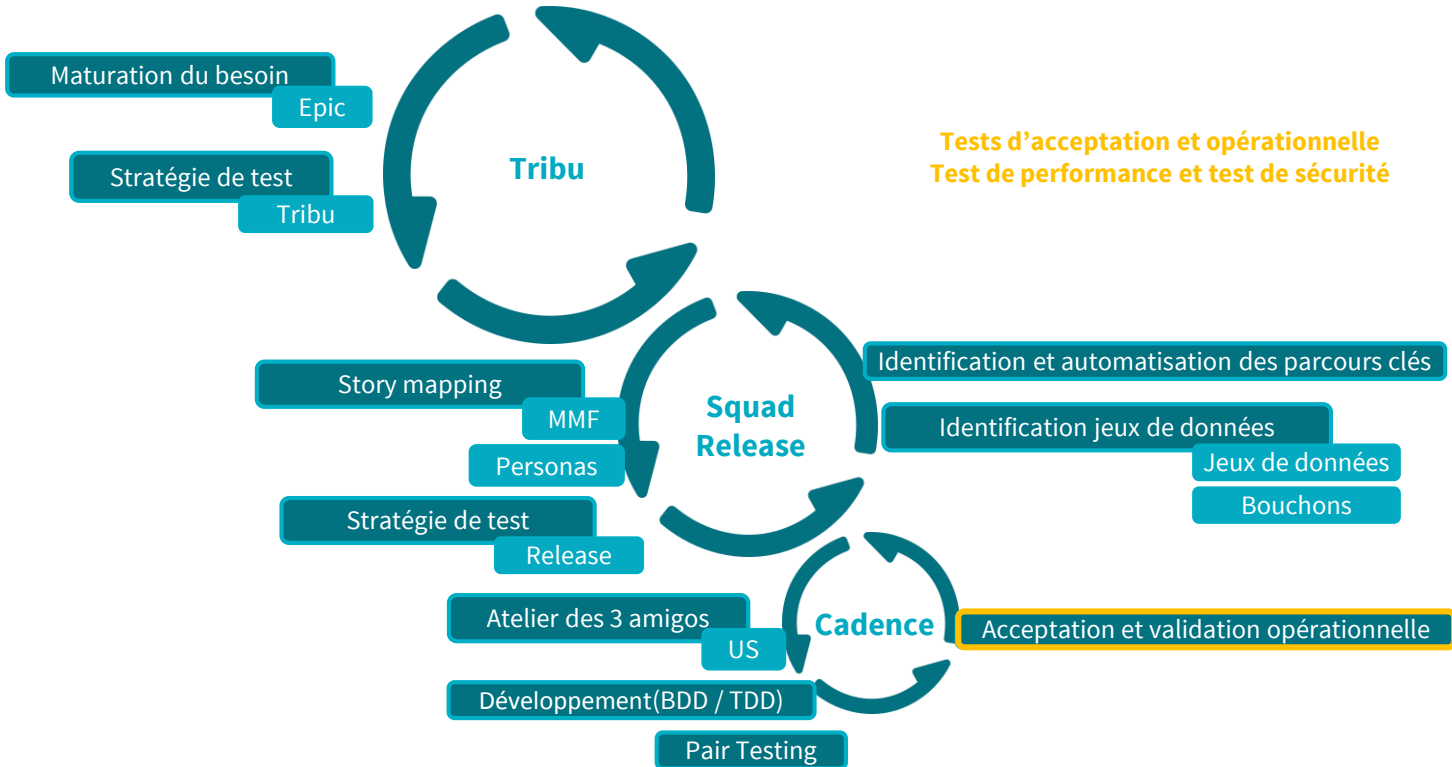 Maturation du besoin
Epic
Stratégie de test
Tribu
Tribu
Tests d’acceptation et opérationnelle
Test de performance et test de sécurité
Story mapping
MMF
Personas
Stratégie de test
Release
Squad
Release
Identification et automatisation des parcours clés
Identification jeux de données
Jeux de données
Bouchons
Atelier des 3 amigos
US
Développement(BDD / TDD)
Pair Testing
Cadence
Acceptation et validation opérationnelle